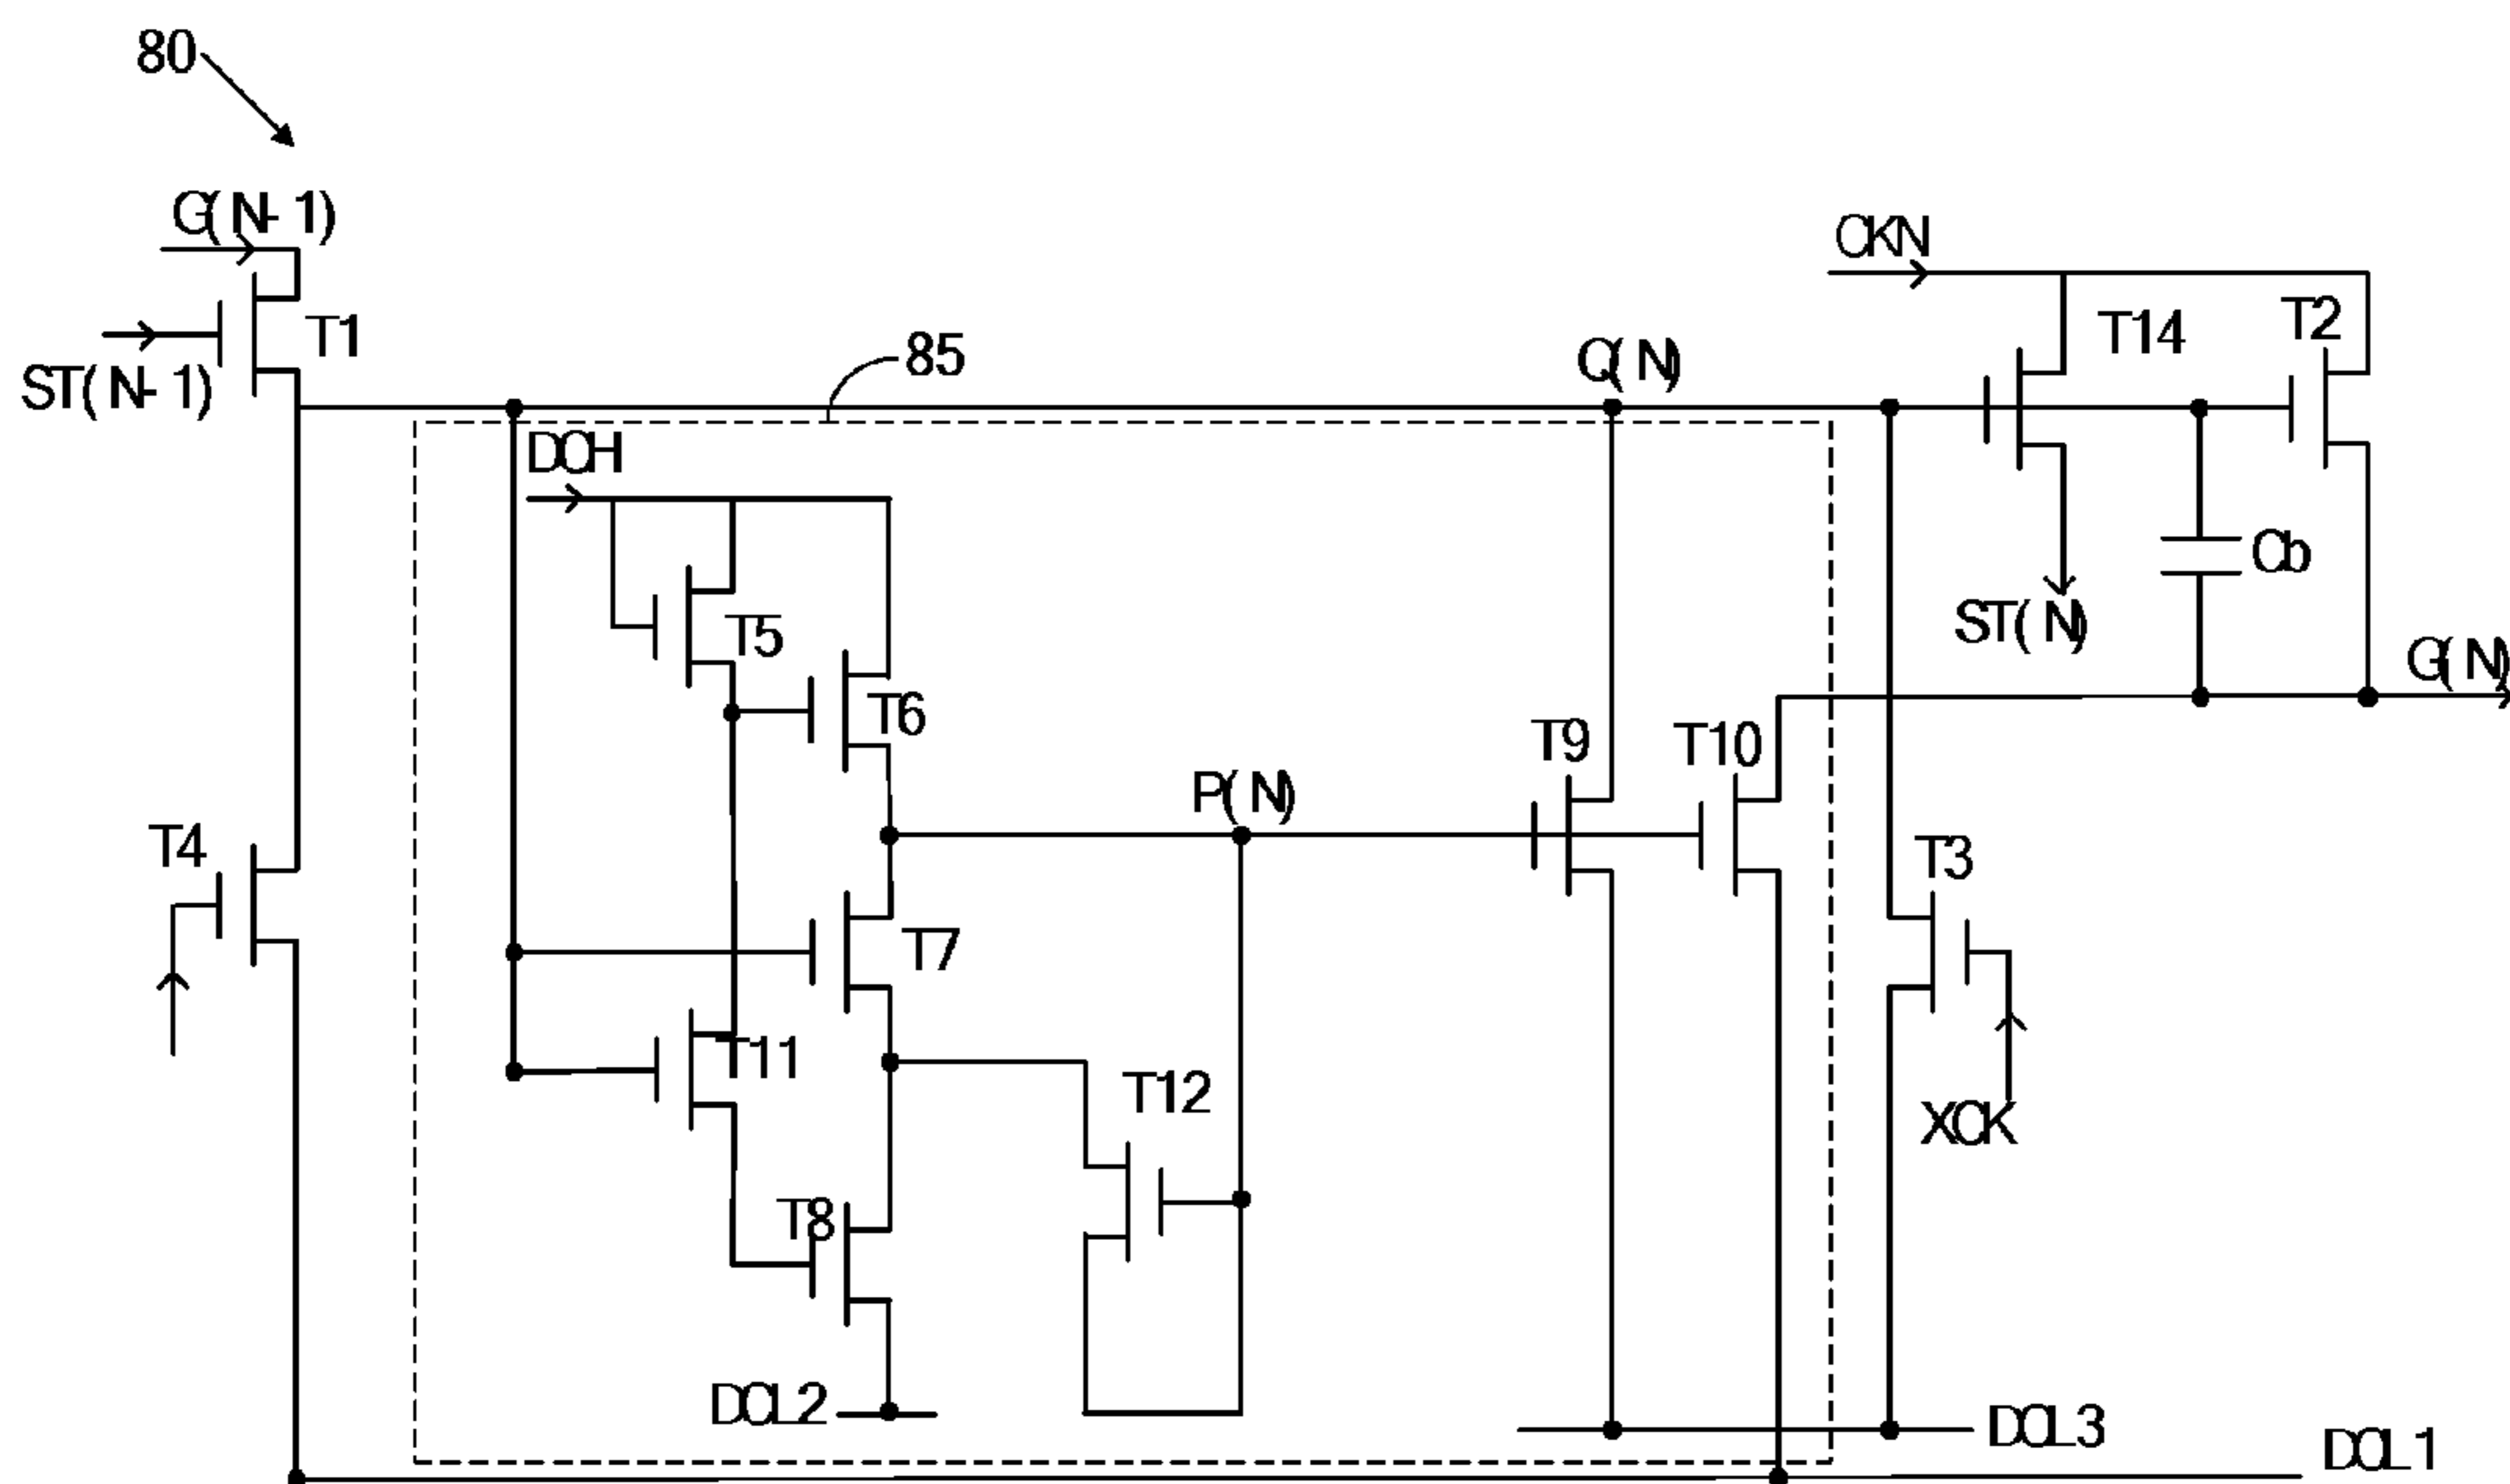 80
G(N-1)
CKN
T14
T2
T1
85
Q(N)
ST(N-1)
DCH
Cb
T5
ST(N)
G(N)
T6
T9
T10
P(N)
T4
T3
T7
T11
T12
XCK
T8
DCL2
DCL3
DCL1